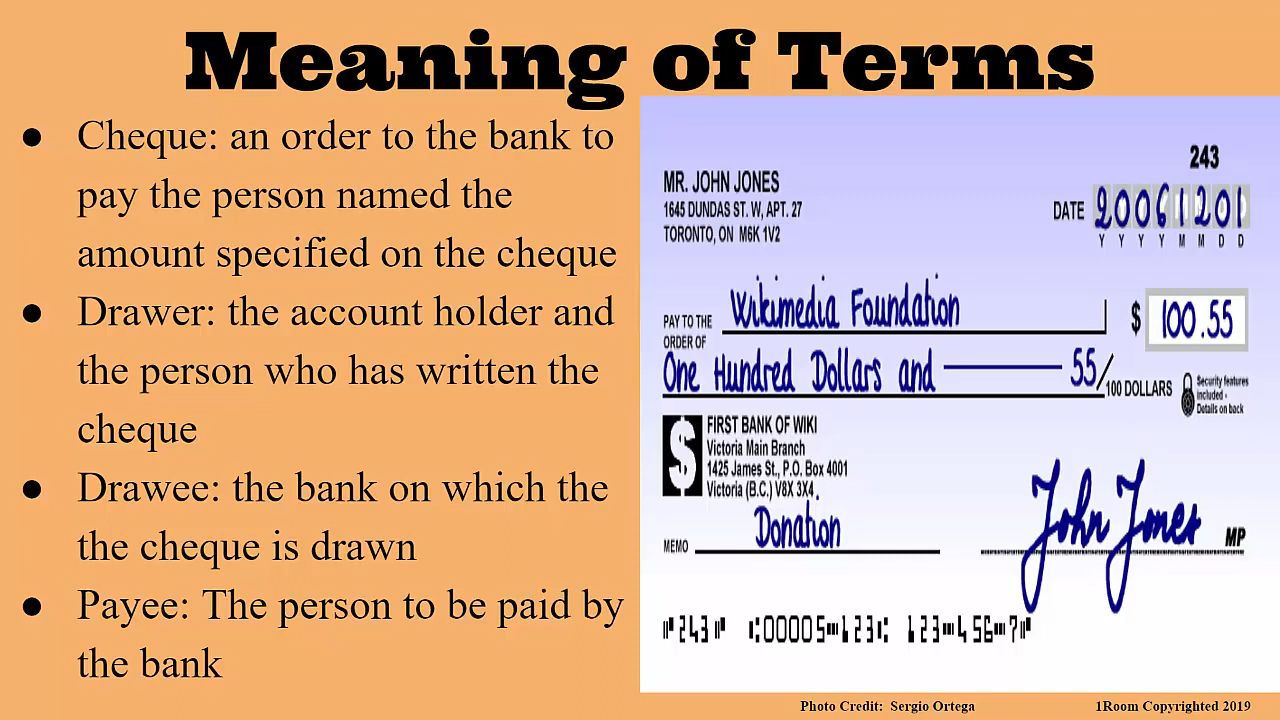 Meaning of Terms
● Cheque: an order to the bank to
pay the person named the
amount specified on the cheque
● Drawer: the account holder and
the person who has written the
cheque
● Drawee: the bank on which the
the cheque is drawn
● Payee: The person to be paid by
the bank
243
MR. JOHN JONES
1645 DUNDAS ST. W, APT. 27
TORONTO, ON M6K 1V2
DATE 20061201
Y Y Y Y M M D D
PAY TO THE
ORDER OF Wikimedia Foundation $ 100.55
One Hundred Dollars and 55/100 DOLLARS
Security features
included -
Details on back
$
FIRST BANK OF WIKI
Victoria Main Branch
1425 James St., P.O. Box 4001
Victoria (B.C.) V8X 3X4
MEMO Donation
John Jones MP
⑈243⑈ ⑆00005⑉123⑆ 123⑉456⑉7⑈
Photo Credit: Sergio Ortega 1Room Copyrighted 2019